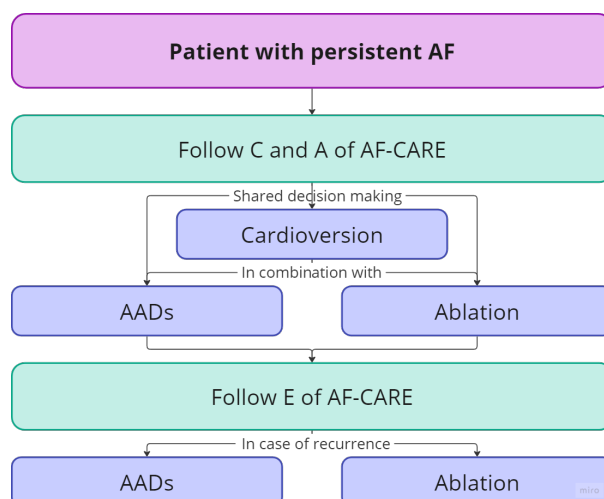 Patient with persistent AF
Follow C and A of AF-CARE
Shared decision making
Cardioversion
In combination with
AADs
Ablation
Follow E of AF-CARE
In case of recurrence
AADs
Ablation
miro